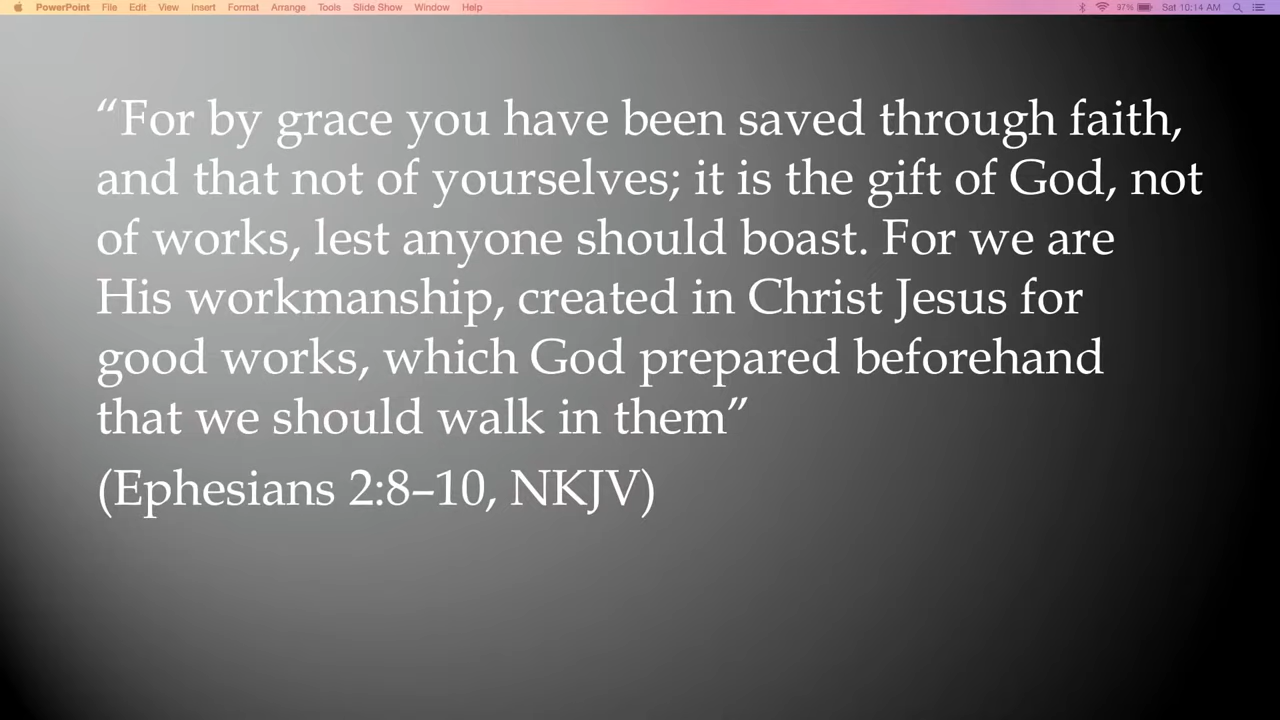 PowerPoint File Edit View Insert Format Arrange Tools Slide Show Window Help 97% Sat 10:14 AM
“For by grace you have been saved through faith,
and that not of yourselves; it is the gift of God, not
of works, lest anyone should boast. For we are
His workmanship, created in Christ Jesus for
good works, which God prepared beforehand
that we should walk in them”
(Ephesians 2:8–10, NKJV)